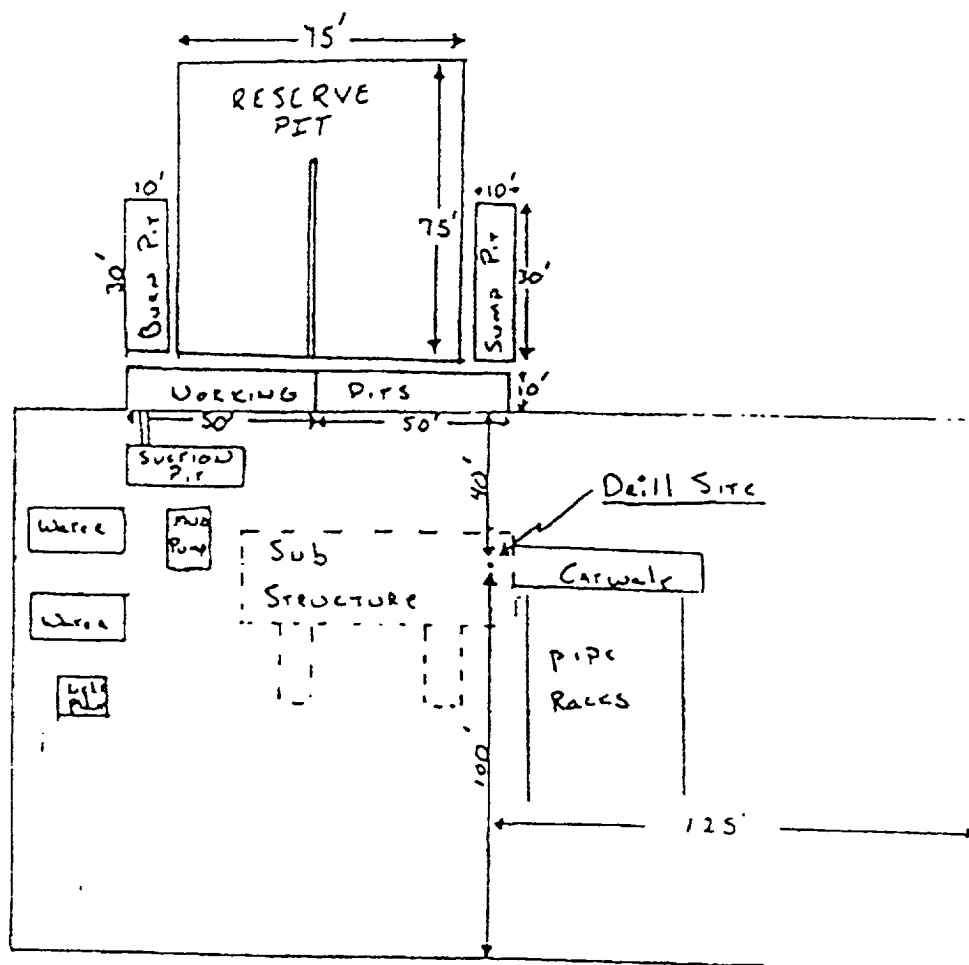 75'
RESERVE
PIT
10'
10'
75'
30'
BURN PIT
SUMP PIT
30'
WORKING PITS
10'
50'
50'
SUCTION
PIT
40'
Drill Site
Water
Mud
Pump
Sub
Structure
Catwalk
Water
Pipe
Racks
Light
100'
125'